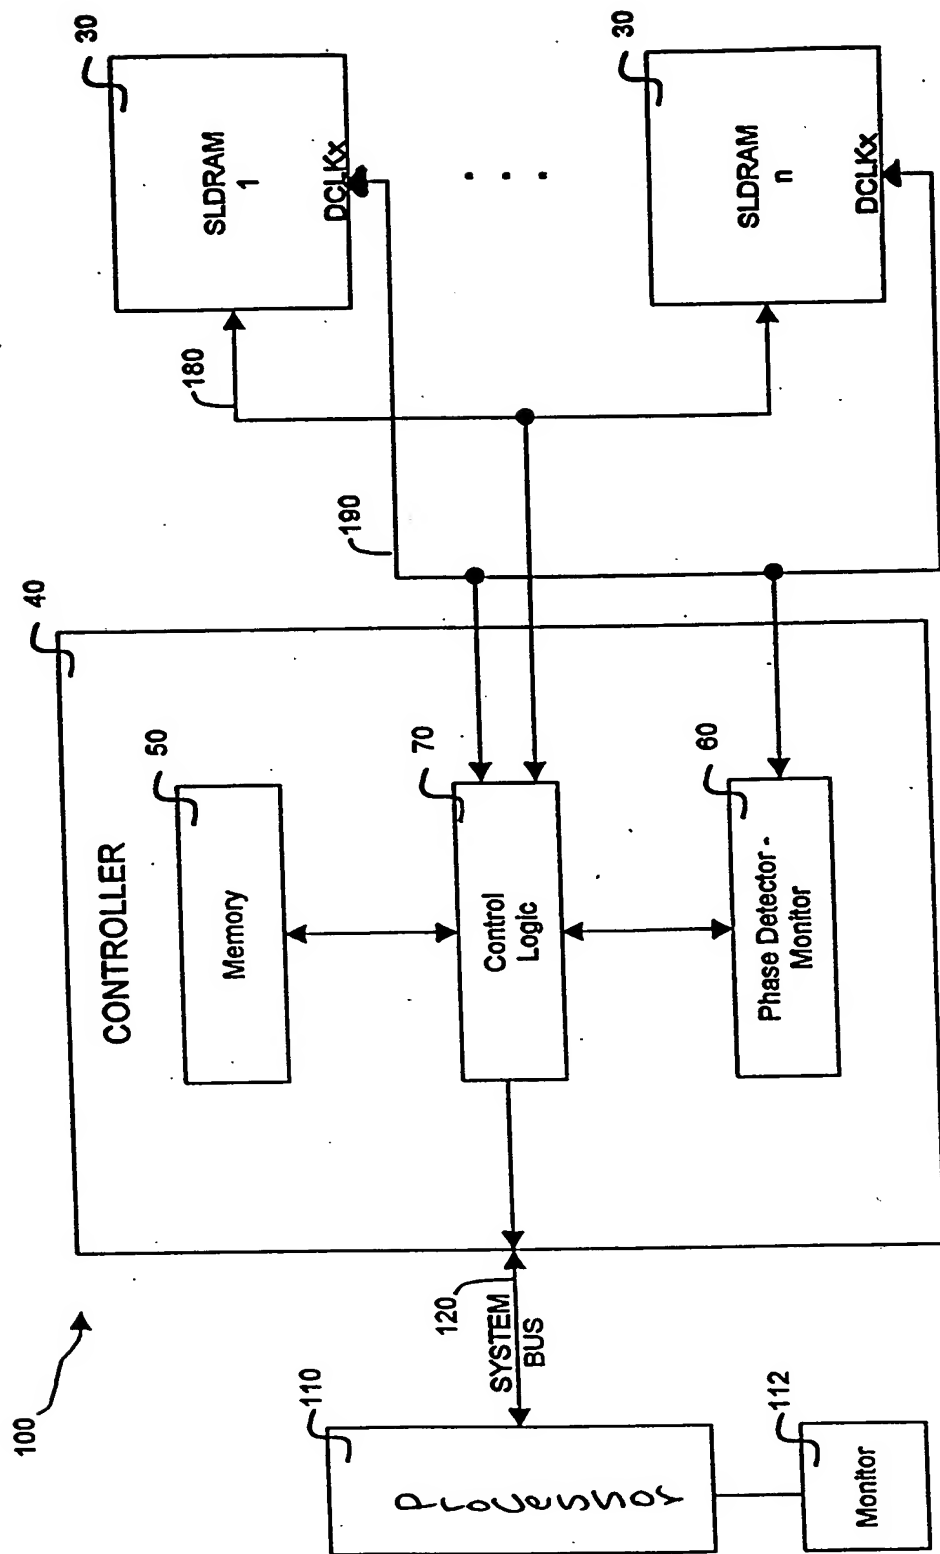 100
110
Processor
112
Monitor
120
SYSTEM
BUS
40
CONTROLLER
50
Memory
70
Control
Logic
60
Phase Detector -
Monitor
190
180
30
SLDRAM
1
DCLKx
. . .
30
SLDRAM
n
DCLKx